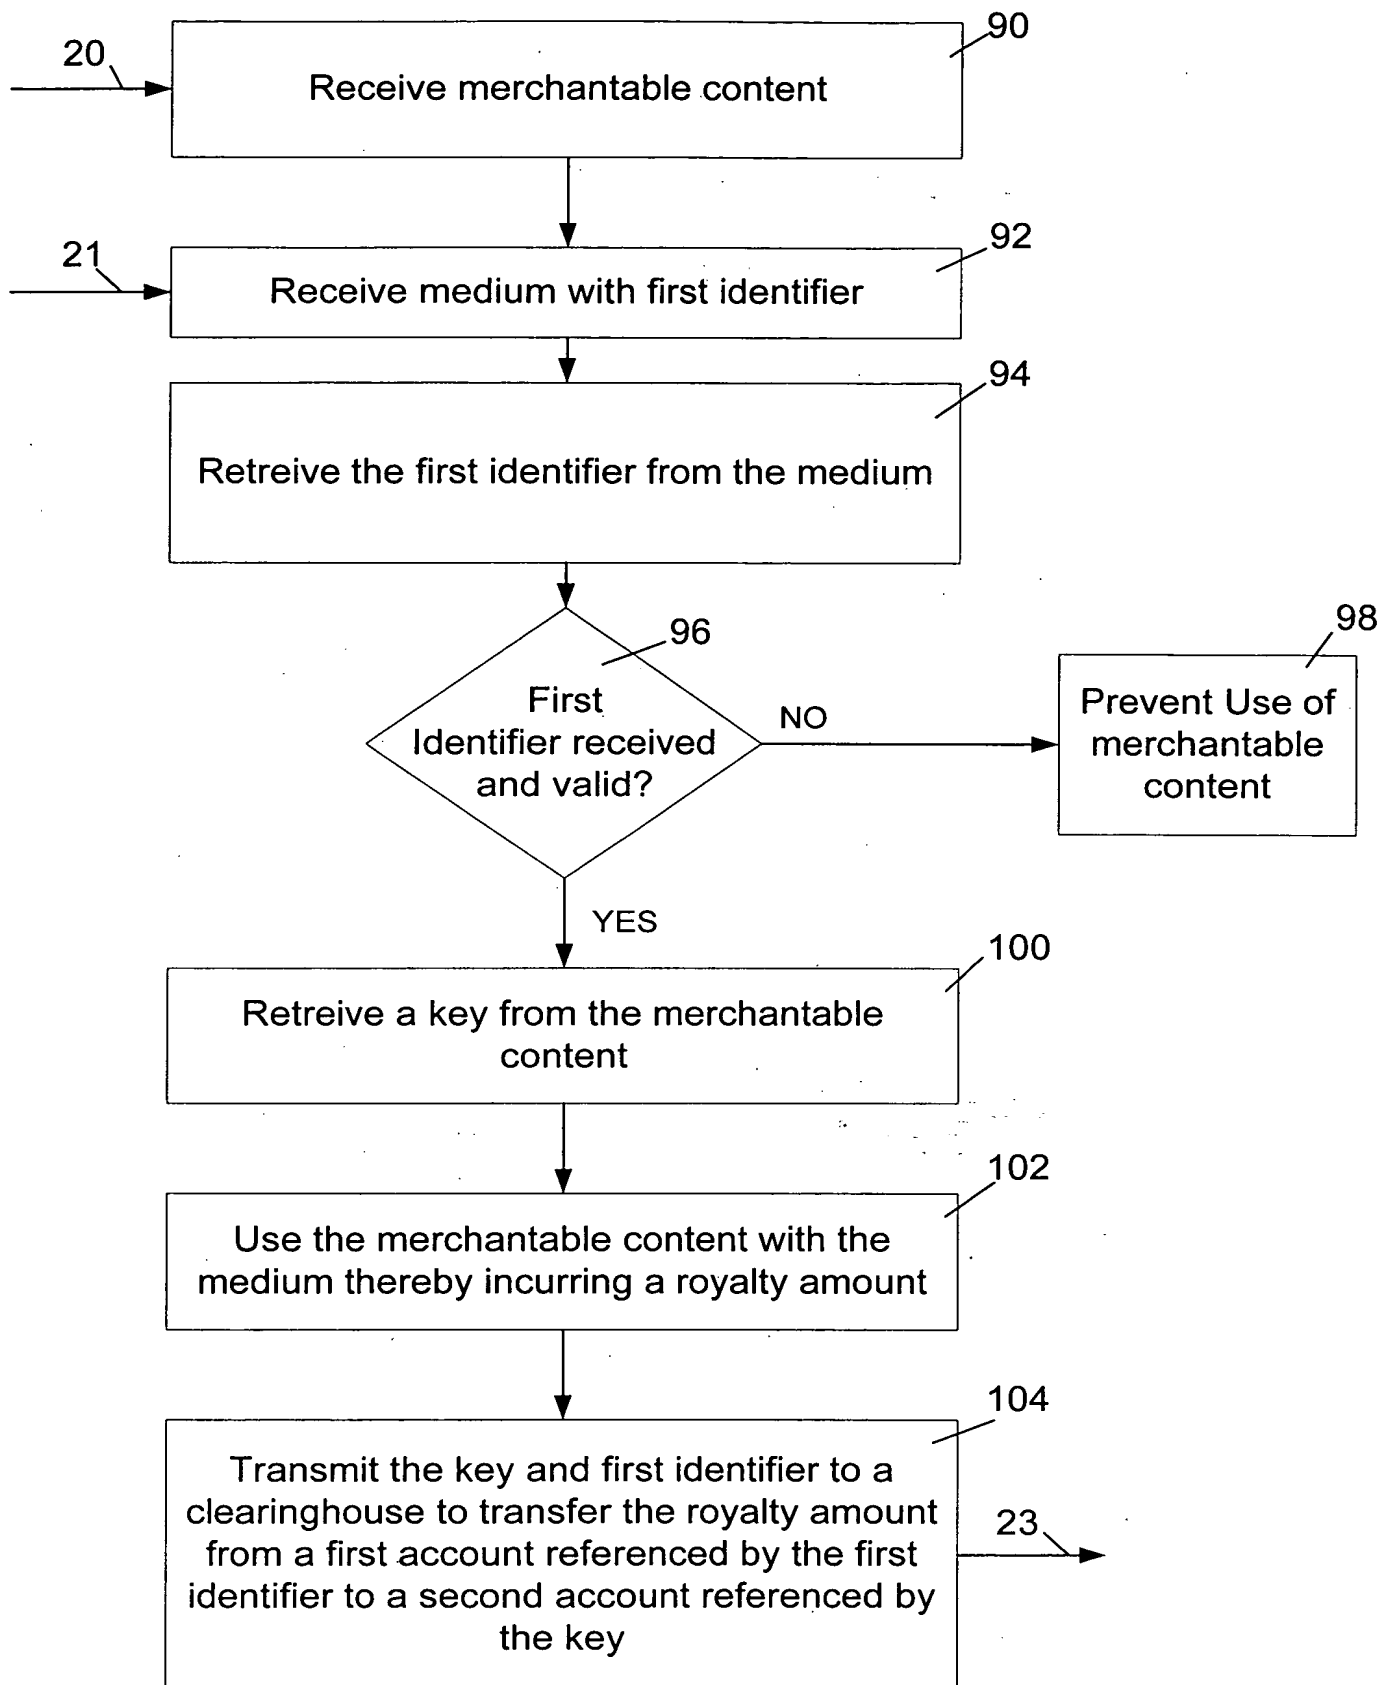 90
20
Receive merchantable content
92
21
Receive medium with first identifier
94
Retreive the first identifier from the medium
96
98
First
Identifier received
and valid?
NO
Prevent Use of
merchantable
content
YES
100
Retreive a key from the merchantable
content
102
Use the merchantable content with the
medium thereby incurring a royalty amount
104
Transmit the key and first identifier to a
clearinghouse to transfer the royalty amount
from a first account referenced by the first
identifier to a second account referenced by
the key
23